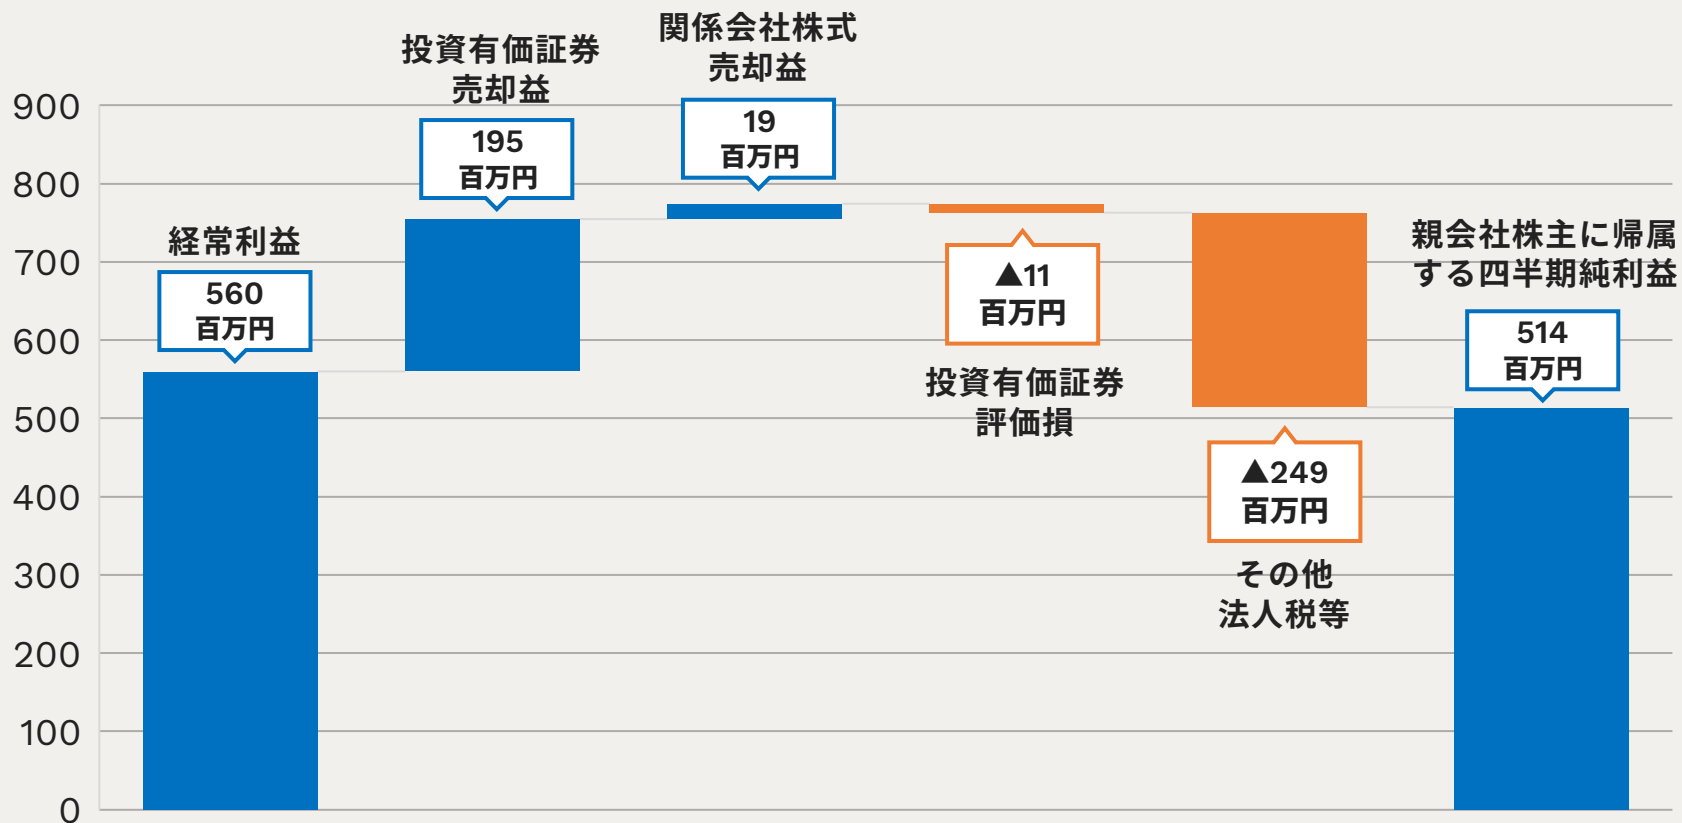 関係会社株式
売却益
19
百万円
投資有価証券
売却益
195
百万円
経常利益
560
百万円
▲11
百万円
投資有価証券
評価損
▲249
百万円
その他
法人税等
親会社株主に帰属
する四半期純利益
514
百万円
900
800
700
600
500
400
300
200
100
0